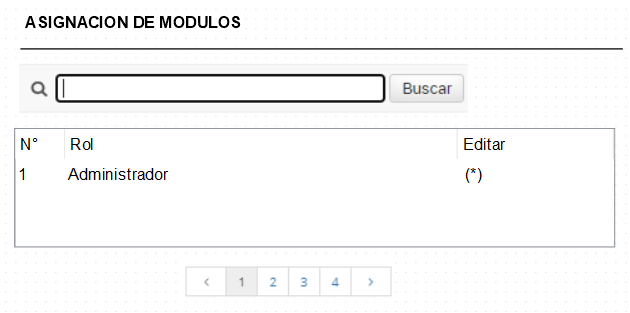 ASIGNACION DE MODULOS
Buscar
N° Rol Editar
1 Administrador (*)
< 1 2 3 4 >